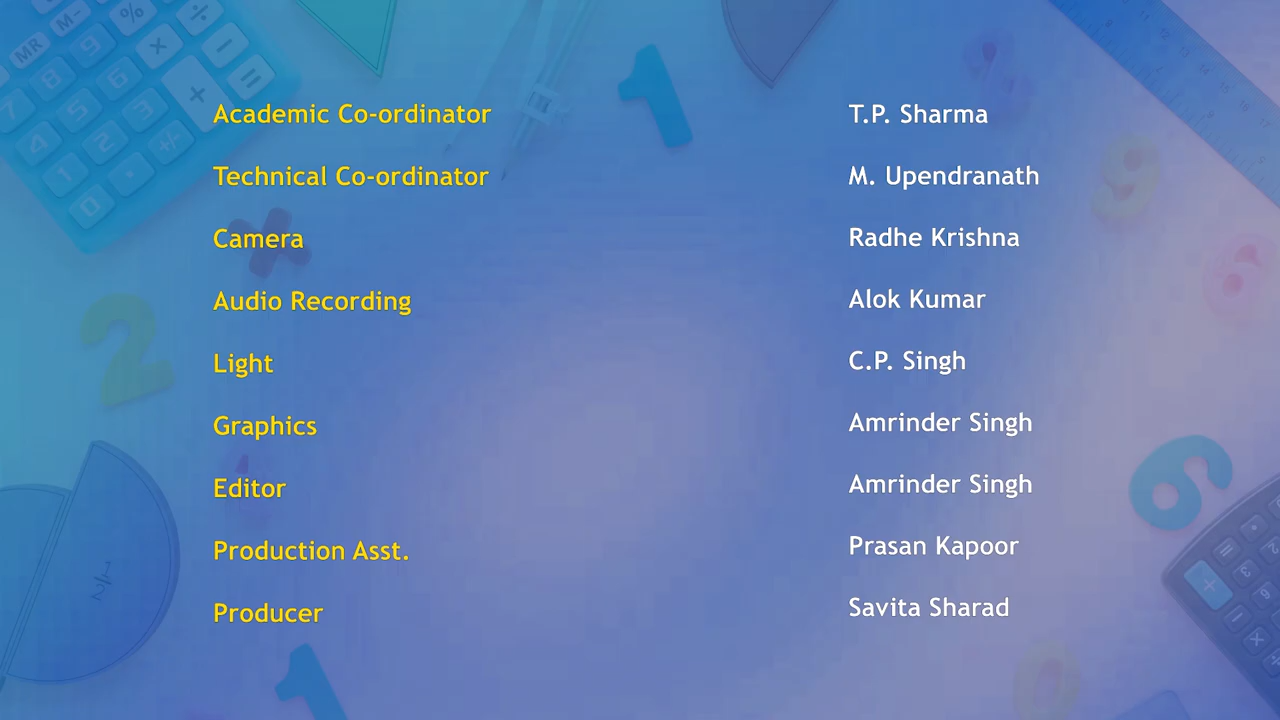 Academic Co-ordinator T.P. Sharma
Technical Co-ordinator M. Upendranath
Camera Radhe Krishna
Audio Recording Alok Kumar
Light C.P. Singh
Graphics Amrinder Singh
Editor Amrinder Singh
Production Asst. Prasan Kapoor
Producer Savita Sharad